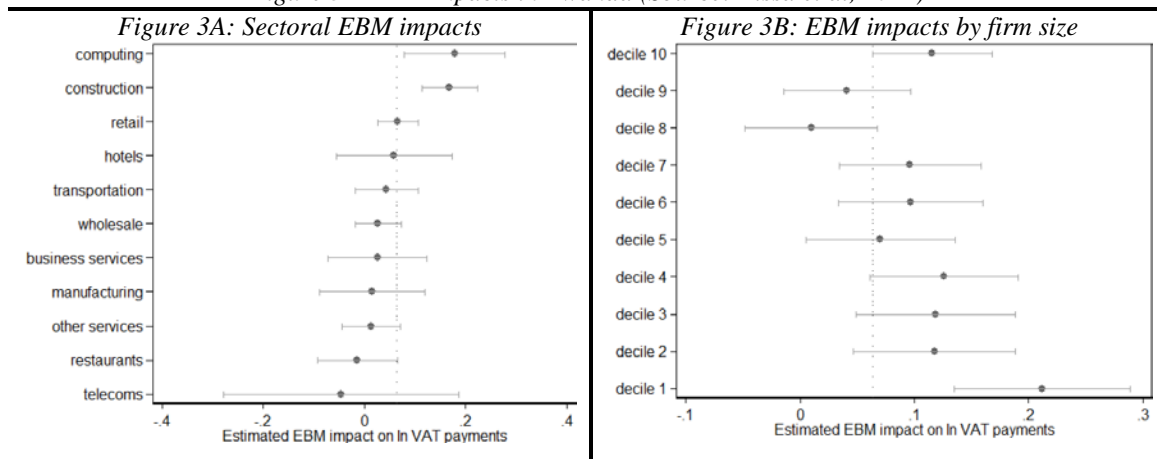 Figure 3A: Sectoral EBM impacts
computing
construction
retail
hotels
transportation
wholesale
business services
manufacturing
other services
restaurants
telecoms
-.4 -.2 0 .2 .4
Estimated EBM impact on ln VAT payments
Figure 3B: EBM impacts by firm size
decile 10
decile 9
decile 8
decile 7
decile 6
decile 5
decile 4
decile 3
decile 2
decile 1
-.1 0 .1 .2 .3
Estimated EBM impact on ln VAT payments